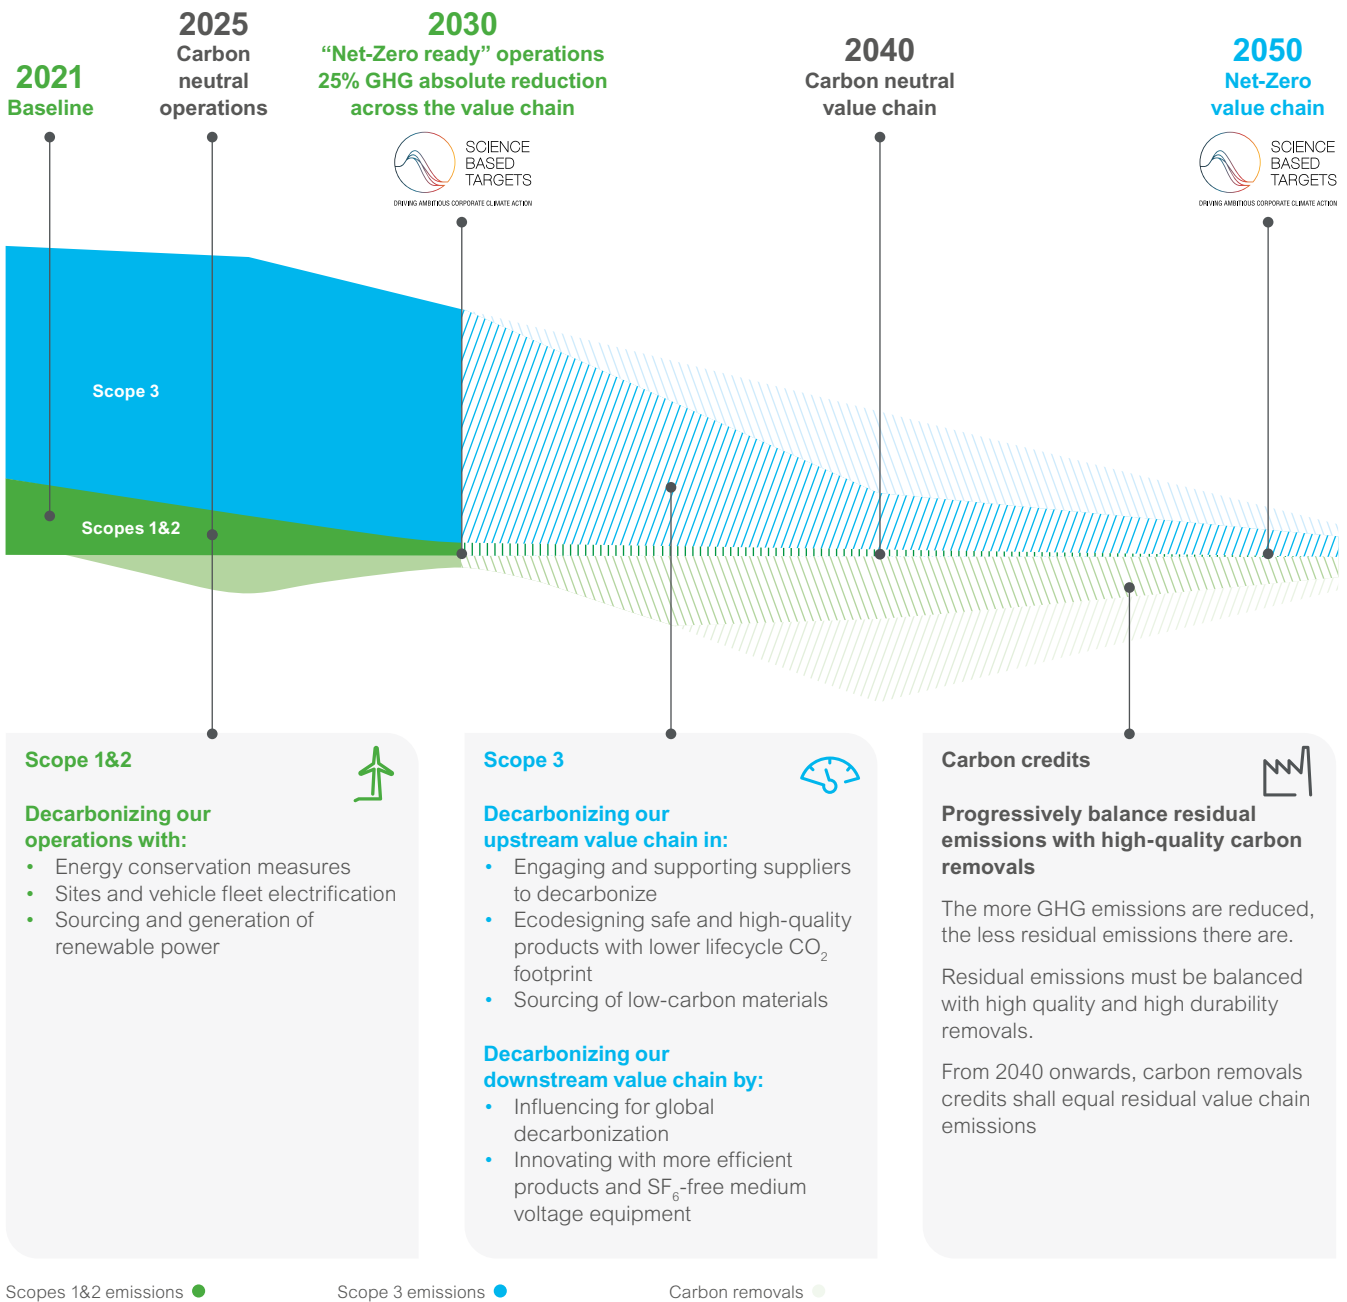 2021
Baseline
2025
Carbon
neutral
operations
2030
“Net-Zero ready” operations
25% GHG absolute reduction
across the value chain
SCIENCE
BASED
TARGETS
DRIVING AMBITIOUS CORPORATE CLIMATE ACTION
2040
Carbon neutral
value chain
2050
Net-Zero
value chain
SCIENCE
BASED
TARGETS
DRIVING AMBITIOUS CORPORATE CLIMATE ACTION
Scope 3
Scopes 1&2
Scope 1&2
Decarbonizing our
operations with:
• Energy conservation measures
• Sites and vehicle fleet electrification
• Sourcing and generation of
renewable power
Scope 3
Decarbonizing our
upstream value chain in:
• Engaging and supporting suppliers
to decarbonize
• Ecodesigning safe and high-quality
products with lower lifecycle CO₂
footprint
• Sourcing of low-carbon materials
Decarbonizing our
downstream value chain by:
• Influencing for global
decarbonization
• Innovating with more efficient
products and SF₆-free medium
voltage equipment
Carbon credits
Progressively balance residual
emissions with high-quality carbon
removals
The more GHG emissions are reduced,
the less residual emissions there are.
Residual emissions must be balanced
with high quality and high durability
removals.
From 2040 onwards, carbon removals
credits shall equal residual value chain
emissions
Scopes 1&2 emissions
Scope 3 emissions
Carbon removals